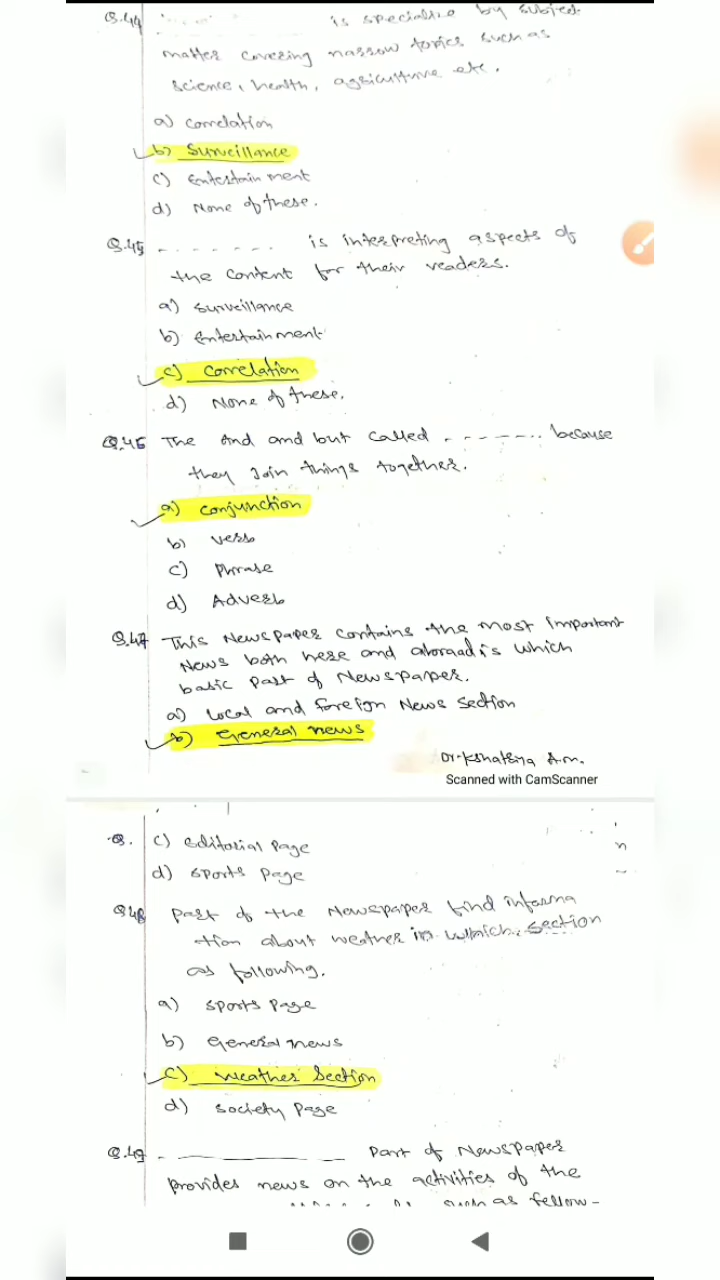 Q.44 is specialize by subject
matter covering narrow topics such as
science, health, agriculture etc.
a) Correlation
b) Surveillance
c) Entertainment
d) None of these.
Q.45 - - - - - - - is interpreting aspects of
the content for their readers.
a) surveillance
b) Entertainment
c) Correlation
d) None of these.
Q.46 The And and but called - - - - - - .. because
they Join things together.
a) Conjunction
b) verb
c) Phrase
d) Adverb
Q.47 This Newspaper contains the most important
News both here and aboraad is which
basic part of Newspaper.
a) Local and foreign News section
b) General news
Dr. Kshatriya A.M.
Scanned with CamScanner
Q. c) Editorial Page
d) sports Page
Q48 Part of the Newspaper find informa
tion about weather in which section
as following.
a) sports Page
b) General news
c) weather Section
d) society Page
Q.49 - ____________ Part of Newspaper
Provides news on the activities of the
such as fellow-